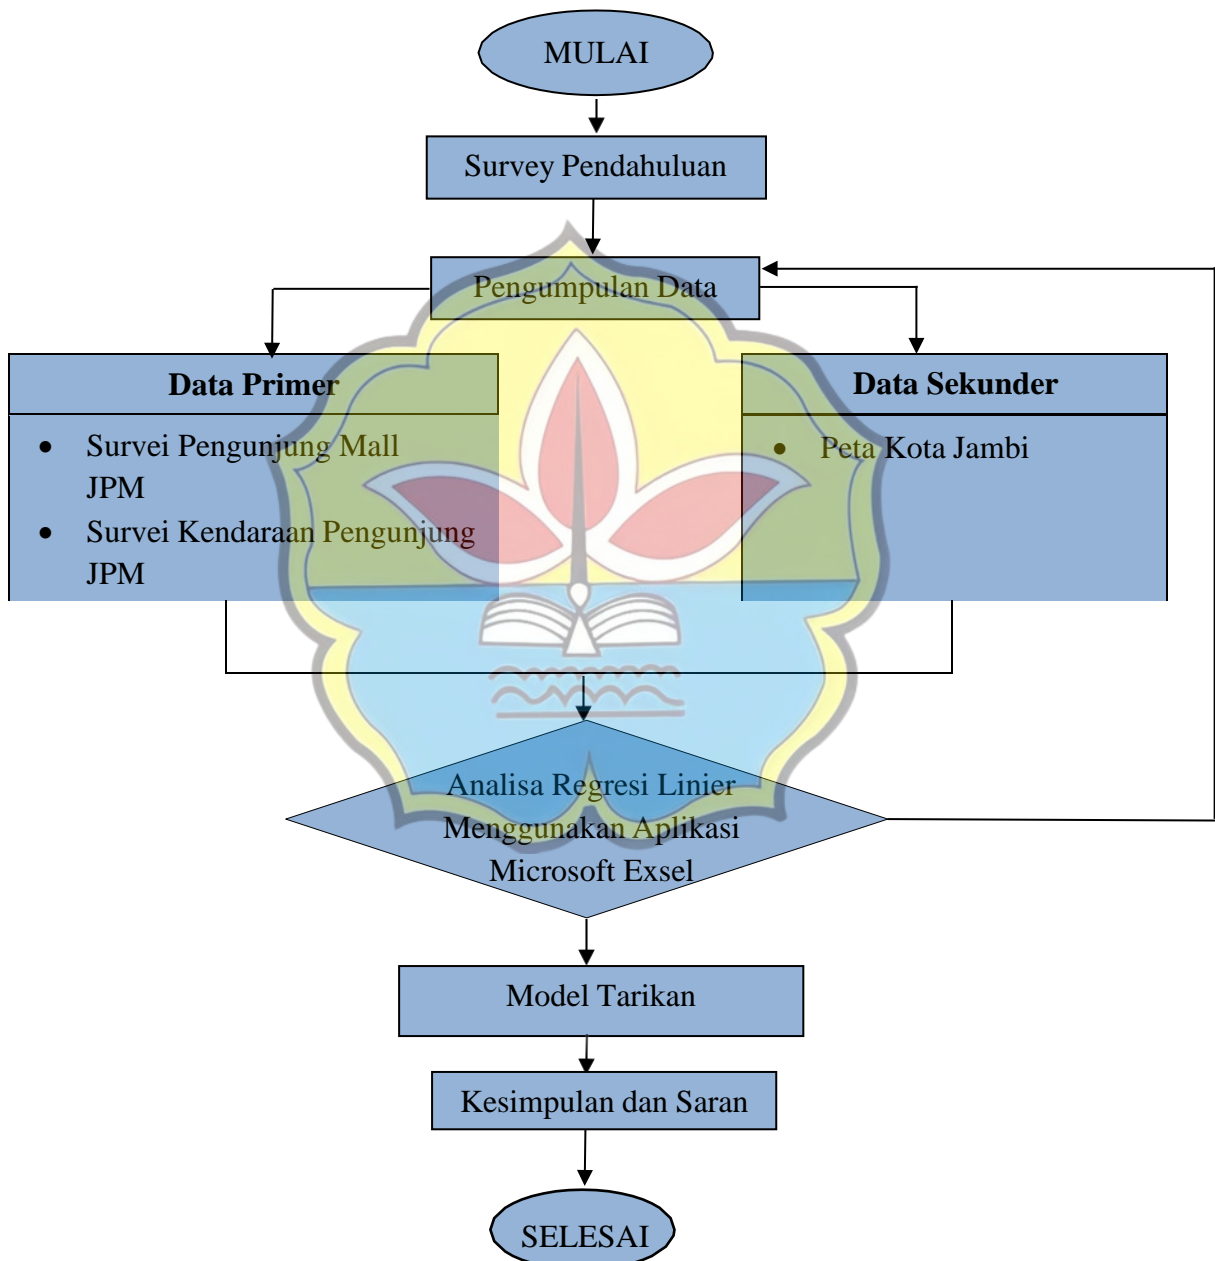 MULAI
Survey Pendahuluan
Pengumpulan Data
Data Primer
• Survei Pengunjung Mall
JPM
• Survei Kendaraan Pengunjung
JPM
Data Sekunder
• Peta Kota Jambi
Analisa Regresi Linier
Menggunakan Aplikasi
Microsoft Exsel
Model Tarikan
Kesimpulan dan Saran
SELESAI